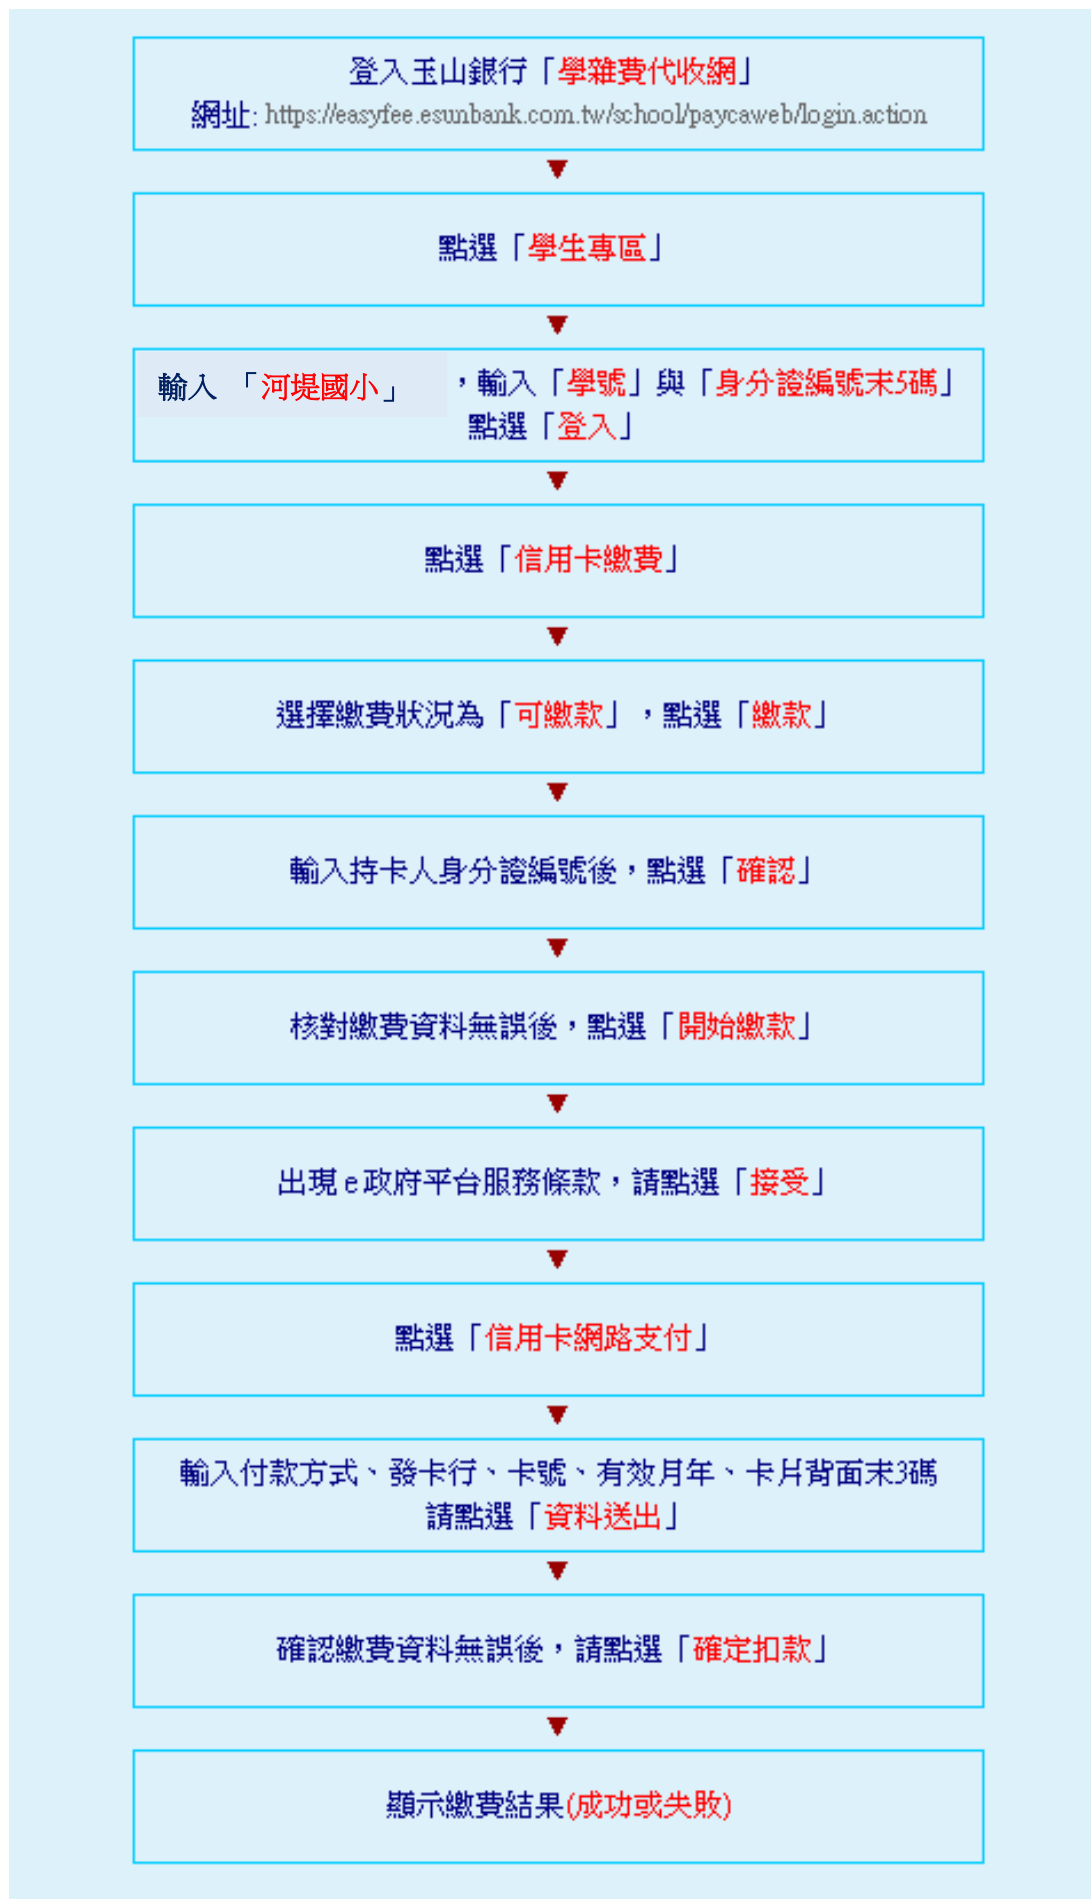 登入玉山銀行「學雜費代收網」
網址: https://easyfee.esunbank.com.tw/school/paycaweb/login.action
點選「學生專區」
輸入 「河堤國小」 ，輸入「學號」與「身分證編號末5碼」
點選「登入」
點選「信用卡繳費」
選擇繳費狀況為「可繳款」，點選「繳款」
輸入持卡人身分證編號後，點選「確認」
核對繳費資料無誤後，點選「開始繳款」
出現 e 政府平台服務條款，請點選「接受」
點選「信用卡網路支付」
輸入付款方式、發卡行、卡號、有效月年、卡片背面末3碼
請點選「資料送出」
確認繳費資料無誤後，請點選「確定扣款」
顯示繳費結果(成功或失敗)